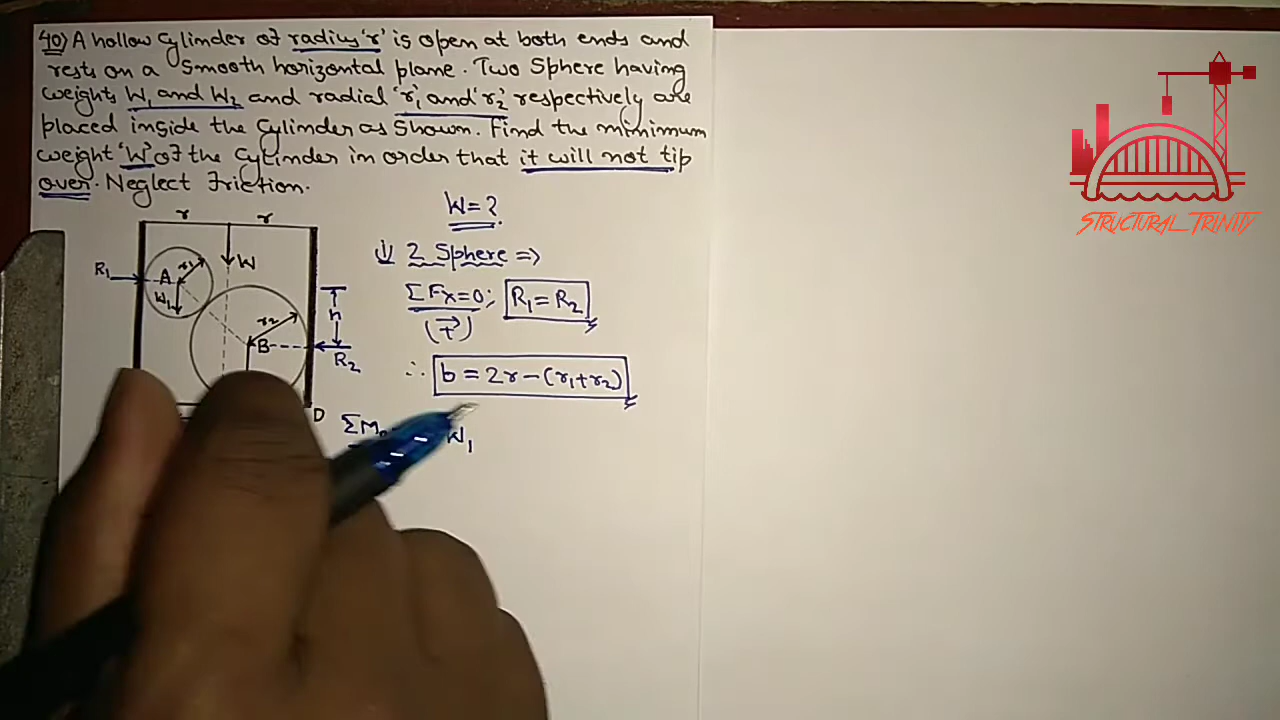 40) A hollow cylinder of radius 'r' is open at both ends and
rests on a smooth horizontal plane. Two Sphere having
weights W₁ and W₂ and radial 'r₁' and 'r₂' respectively are
placed inside the cylinder as shown. Find the minimum
weight 'W' of the cylinder in order that it will not tip
over. Neglect Friction.
W = ?
r r
W
R₁
A
r₁
W₁
r₂
B
h
R₂
D
2 Sphere ⇒
ΣFx=0; R₁ = R₂
(→+)
∴ b = 2r-(r₁+r₂)
ΣM
W₁
STRUCTURAL TRINITY